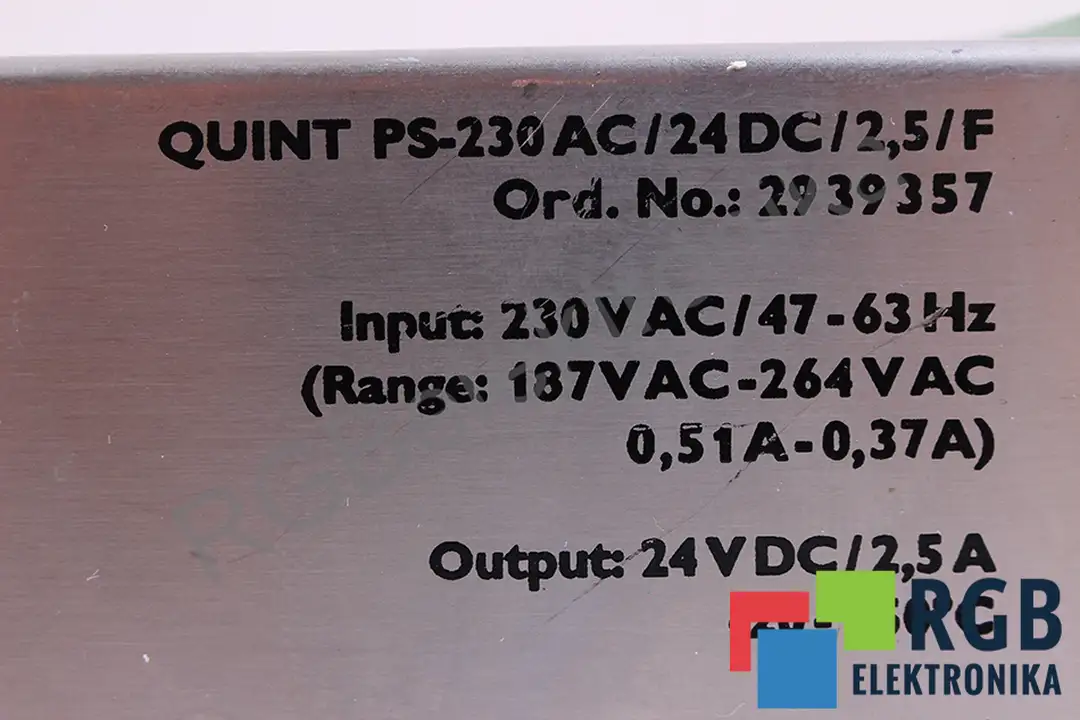 QUINT PS-230AC/24DC/2,5/F
Ord. No.: 2939357
Input: 230VAC/47-63Hz
(Range: 187VAC-264VAC
0,51A-0,37A)
Output: 24VDC/2,5A
RGB
ELEKTRONIKA